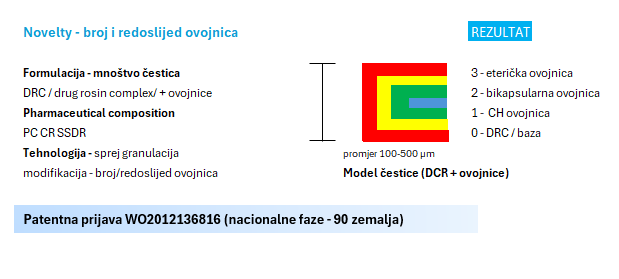 Novelty - broj i redoslijed ovojnica
REZULTAT
Formulacija - mnoštvo čestica
DRC / drug rosin complex/ + ovojnice
Pharmaceutical composition
PC CR SSDR
Tehnologija - sprej granulacija
modifikacija - broj/redoslijed ovojnica
3 - eterička ovojnica
2 - bikapsularna ovojnica
1 - CH ovojnica
0 - DRC / baza
promjer 100-500 µm
Model čestice (DCR + ovojnice)
Patentna prijava WO2012136816 (nacionalne faze - 90 zemalja)